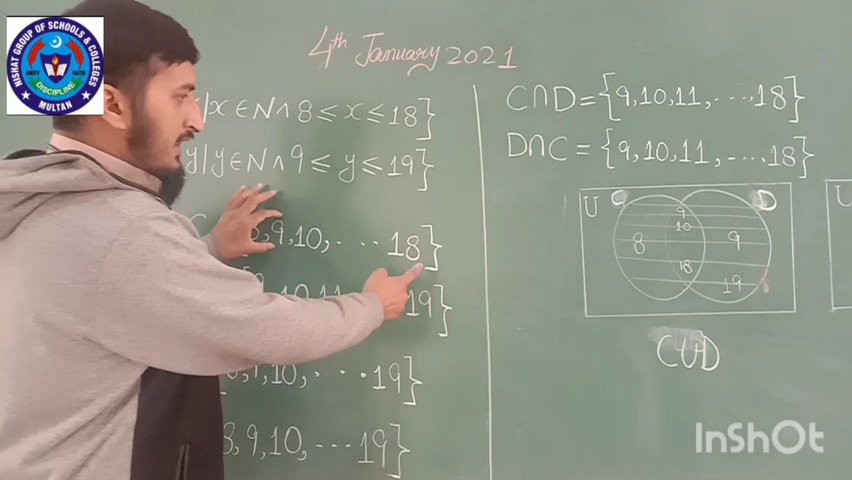 NISHAT GROUP OF SCHOOLS & COLLEGES
UNITY FAITH
DISCIPLINE
MULTAN
4th January 2021
/x ∈ N ∧ 8 ≤ x ≤ 18}
y/y ∈ N ∧ 9 ≤ y ≤ 19}
8, 9, 10, .... 18}
19}
10, ... 19}
8, 9, 10, ... 19}
C∩D = {9, 10, 11, ...., 18}
D∩C = {9, 10, 11, .... 18}
U C D
9
10
8 9
18
19
C∪D
U
InShOt